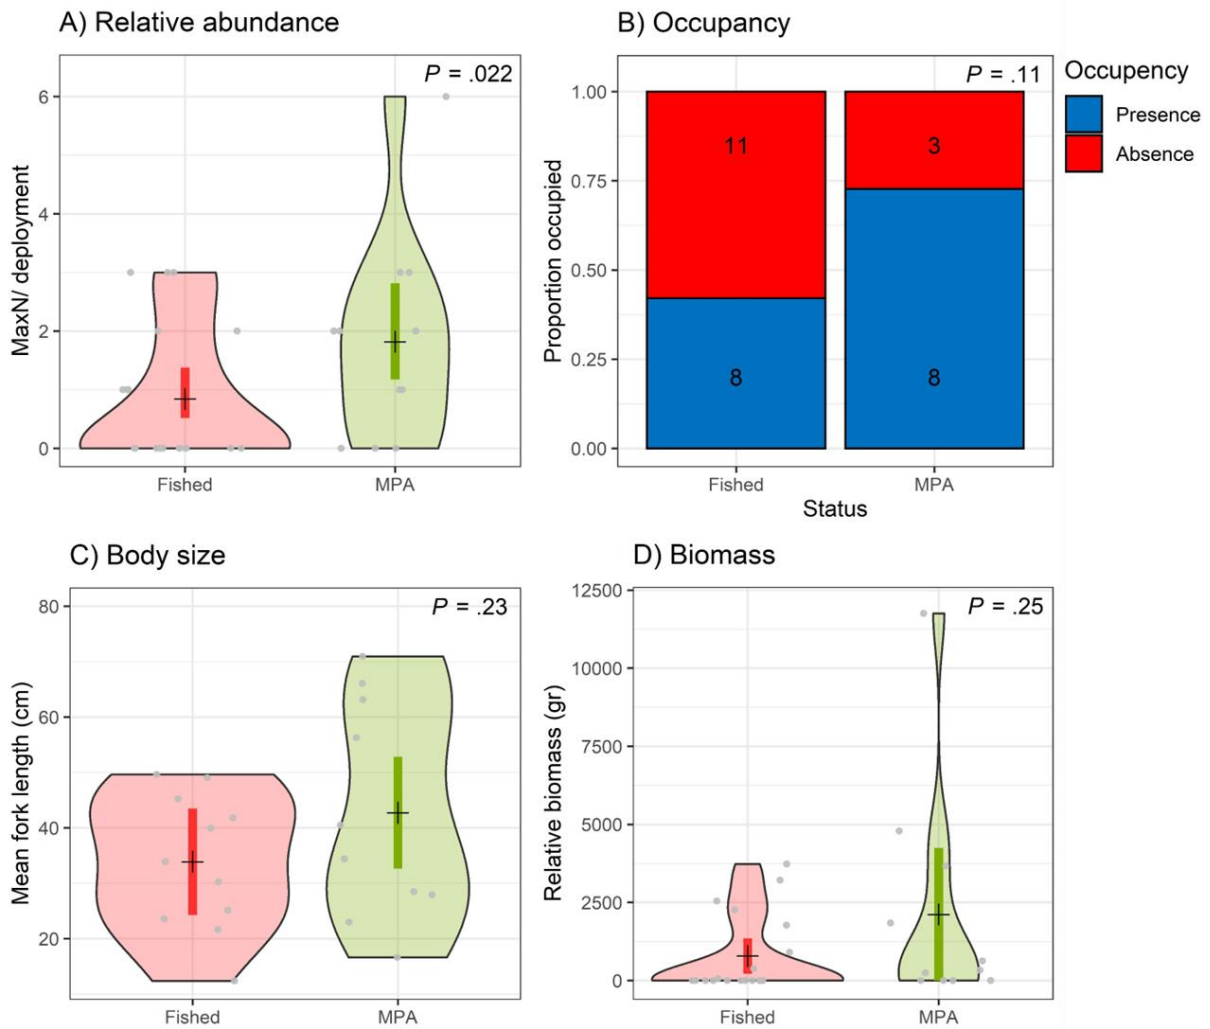 A) Relative abundance
P = .022
MaxN/ deployment
6
4
2
0
Fished
MPA
B) Occupancy
P = .11
Proportion occupied
1.00
0.75
0.50
0.25
0.00
11
3
8
8
Fished
MPA
Status
Occupency
Presence
Absence
C) Body size
P = .23
Mean fork length (cm)
80
60
40
20
Fished
MPA
D) Biomass
P = .25
Relative biomass (gr)
12500
10000
7500
5000
2500
0
Fished
MPA